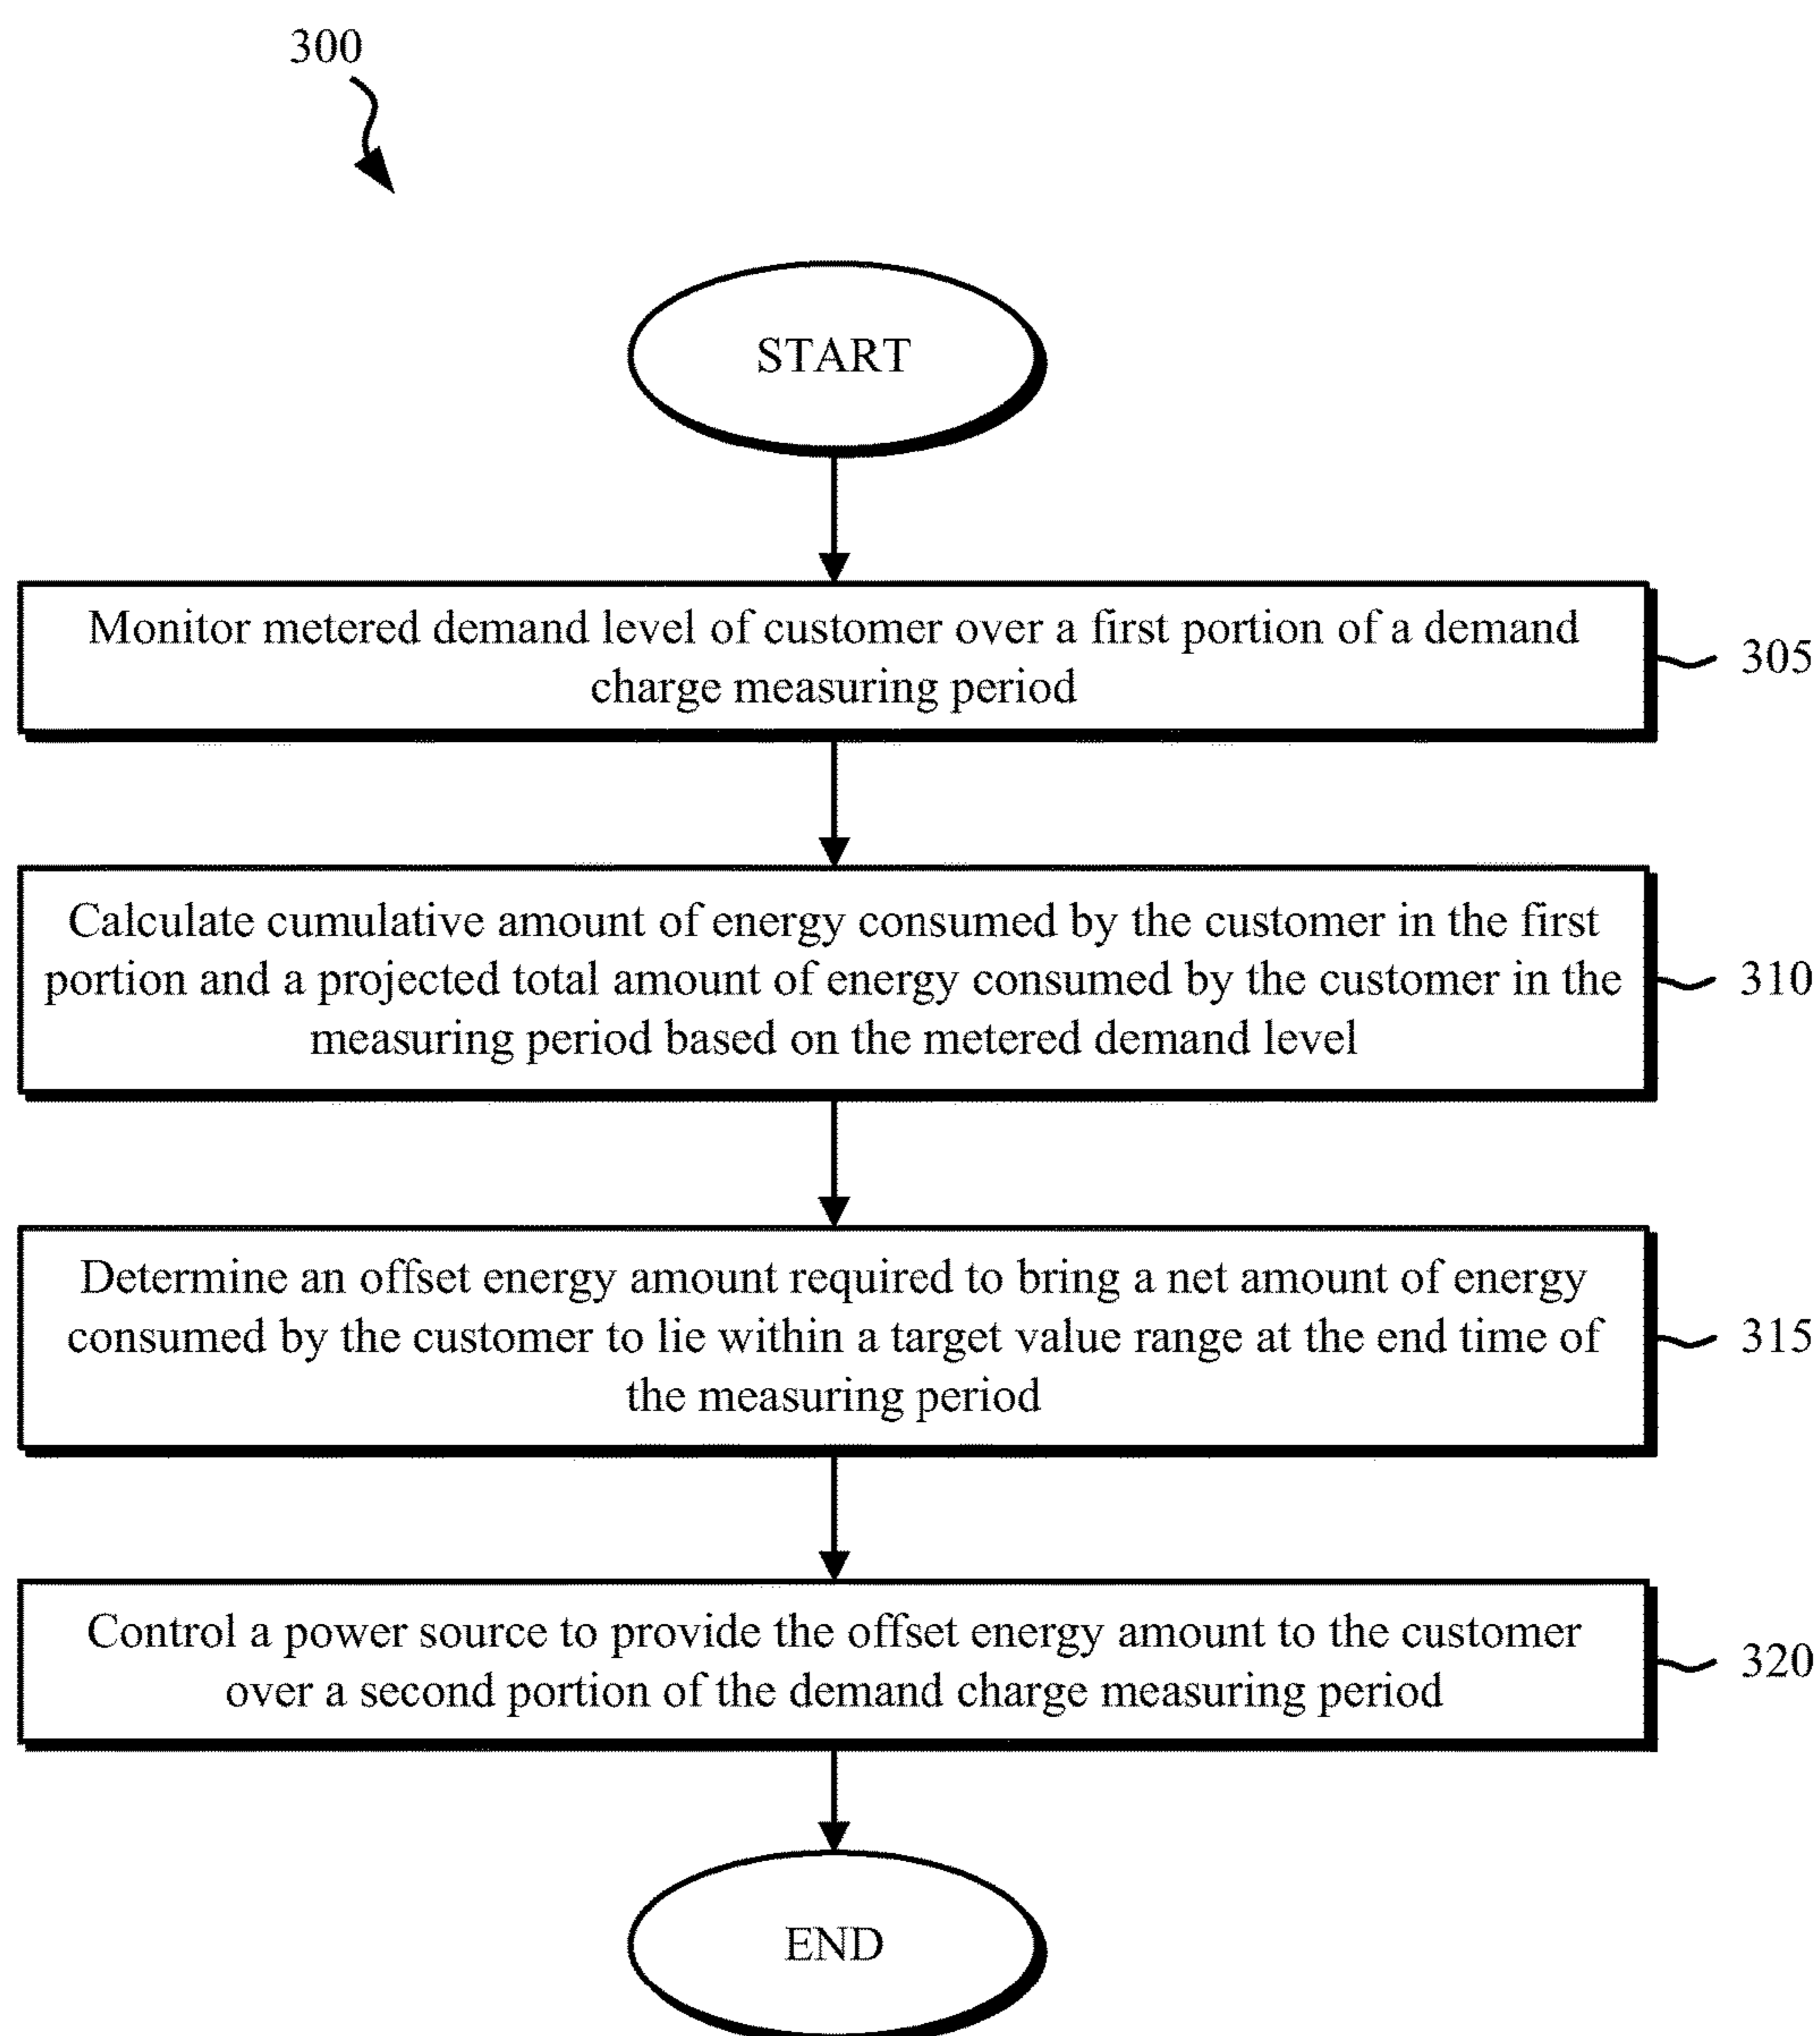 300
START
Monitor metered demand level of customer over a first portion of a demand
charge measuring period
305
Calculate cumulative amount of energy consumed by the customer in the first
portion and a projected total amount of energy consumed by the customer in the
measuring period based on the metered demand level
310
Determine an offset energy amount required to bring a net amount of energy
consumed by the customer to lie within a target value range at the end time of
the measuring period
315
Control a power source to provide the offset energy amount to the customer
over a second portion of the demand charge measuring period
320
END